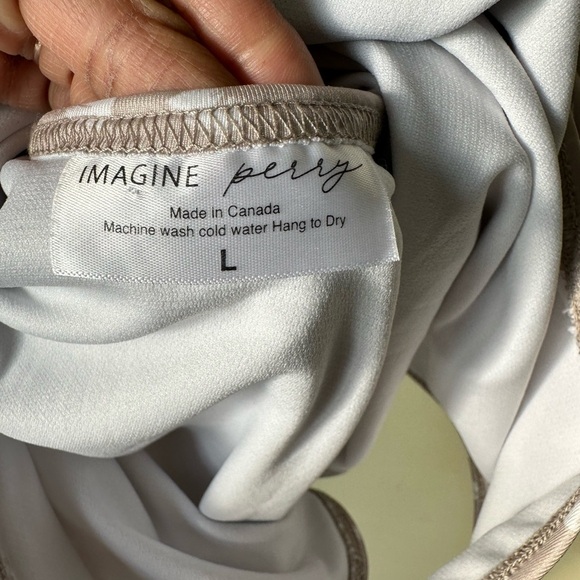 IMAGINE perry
Made in Canada
Machine wash cold water Hang to Dry
L